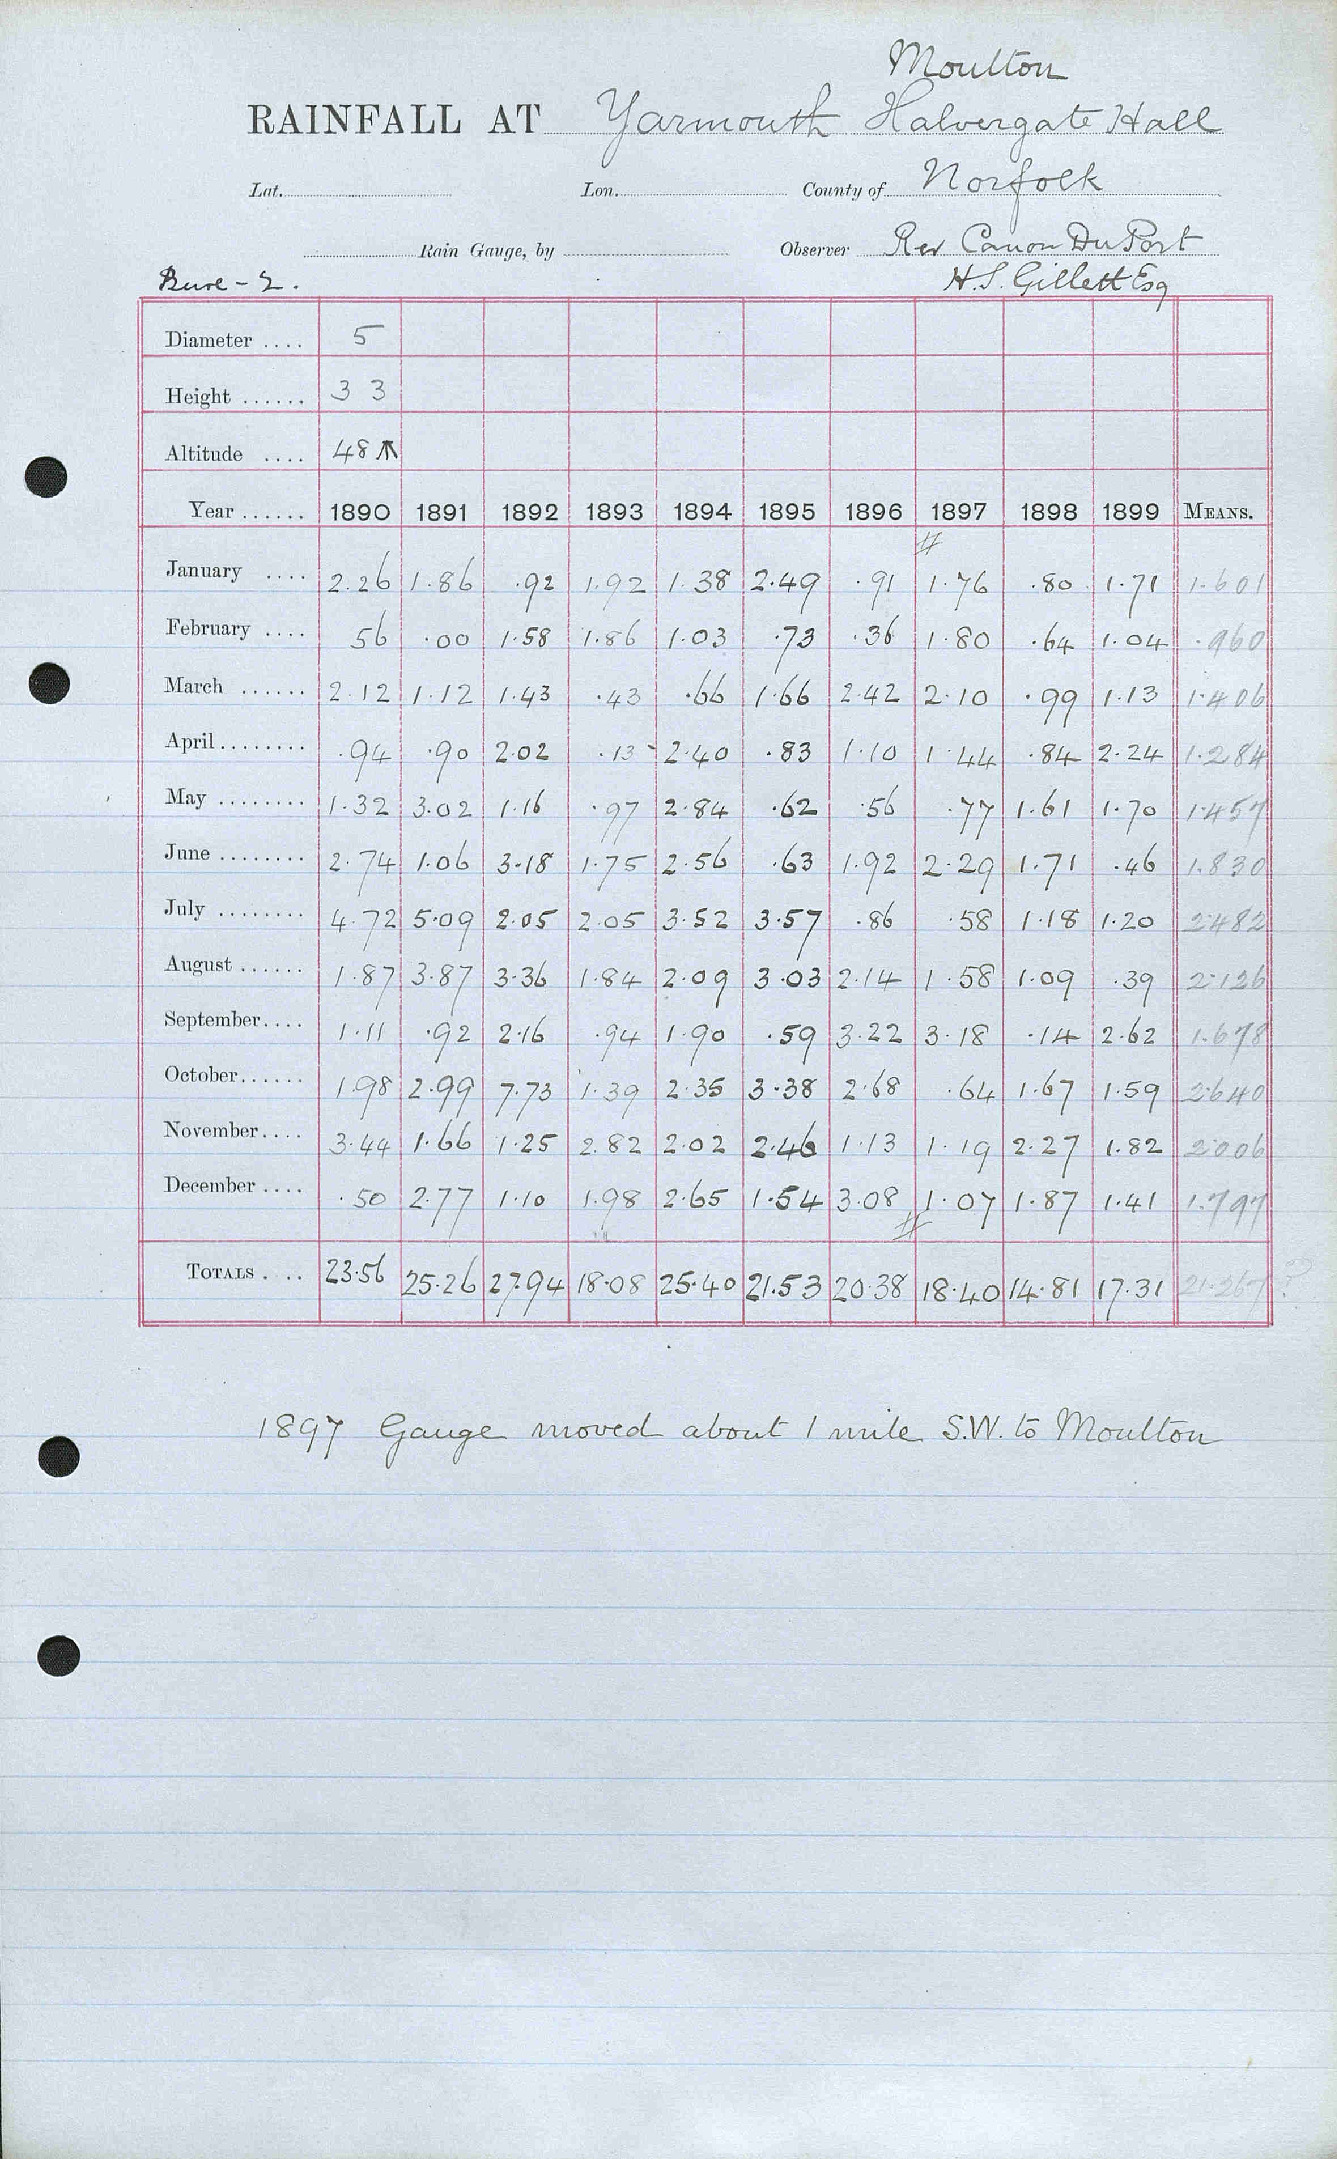 Moulton
RAINFALL AT Yarmouth Halvergate Hall
Lat. Lon. County of Norfolk
Rain Gauge, by Observer Rev Canon Du Port
Bure - 2. H.S. Gillett Esq
Diameter .... 5
Height ...... 3 3
Altitude .... 48
Year ...... 1890 1891 1892 1893 1894 1895 1896 1897 1898 1899 MEANS.
January .... 2.26 1.86 .92 1.92 1.38 2.49 .91 1.76 .80 1.71 1.601
February .... 56 .00 1.58 1.86 1.03 .73 .36 1.80 .64 1.04 .960
March ...... 2.12 1.12 1.43 .43 .66 1.66 2.42 2.10 .99 1.13 1.406
April ........ .94 .90 2.02 .13 2.40 .83 1.10 1.44 .84 2.24 1.284
May ........ 1.32 3.02 1.16 .97 2.84 .62 .56 .77 1.61 1.70 1.457
June ........ 2.74 1.06 3.18 1.75 2.56 .63 1.92 2.29 1.71 .46 1.830
July ........ 4.72 5.09 2.05 2.05 3.52 3.57 .86 .58 1.18 1.20 2.482
August ...... 1.87 3.87 3.36 1.84 2.09 3.03 2.14 1.58 1.09 .39 2.126
September.... 1.11 .92 2.16 .94 1.90 .59 3.22 3.18 .14 2.62 1.678
October...... 1.98 2.99 7.73 1.39 2.35 3.38 2.68 .64 1.67 1.59 2.640
November.... 3.44 1.66 1.25 2.82 2.02 2.46 1.13 1.19 2.27 1.82 2.006
December .... .50 2.77 1.10 1.98 2.65 1.54 3.08 1.07 1.87 1.41 1.797
TOTALS .... 23.56 25.26 27.94 18.08 25.40 21.53 20.38 18.40 14.81 17.31 21.267
1897 Gauge moved about 1 mile S.W. to Moulton